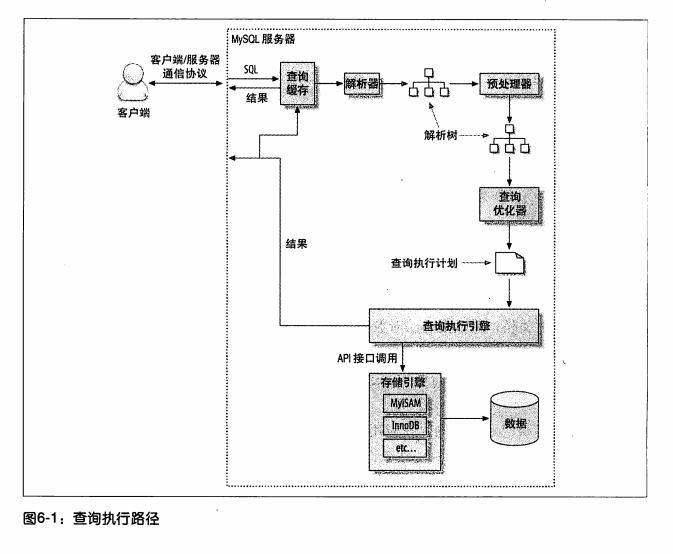 MySQL 服务器
客户端/服务器
通信协议
客户端
SQL
结果
查询
缓存
解析器
预处理器
解析树
查询
优化器
结果
查询执行计划
查询执行引擎
API 接口调用
存储引擎
MyISAM
InnoDB
etc...
数据
图6-1：查询执行路径